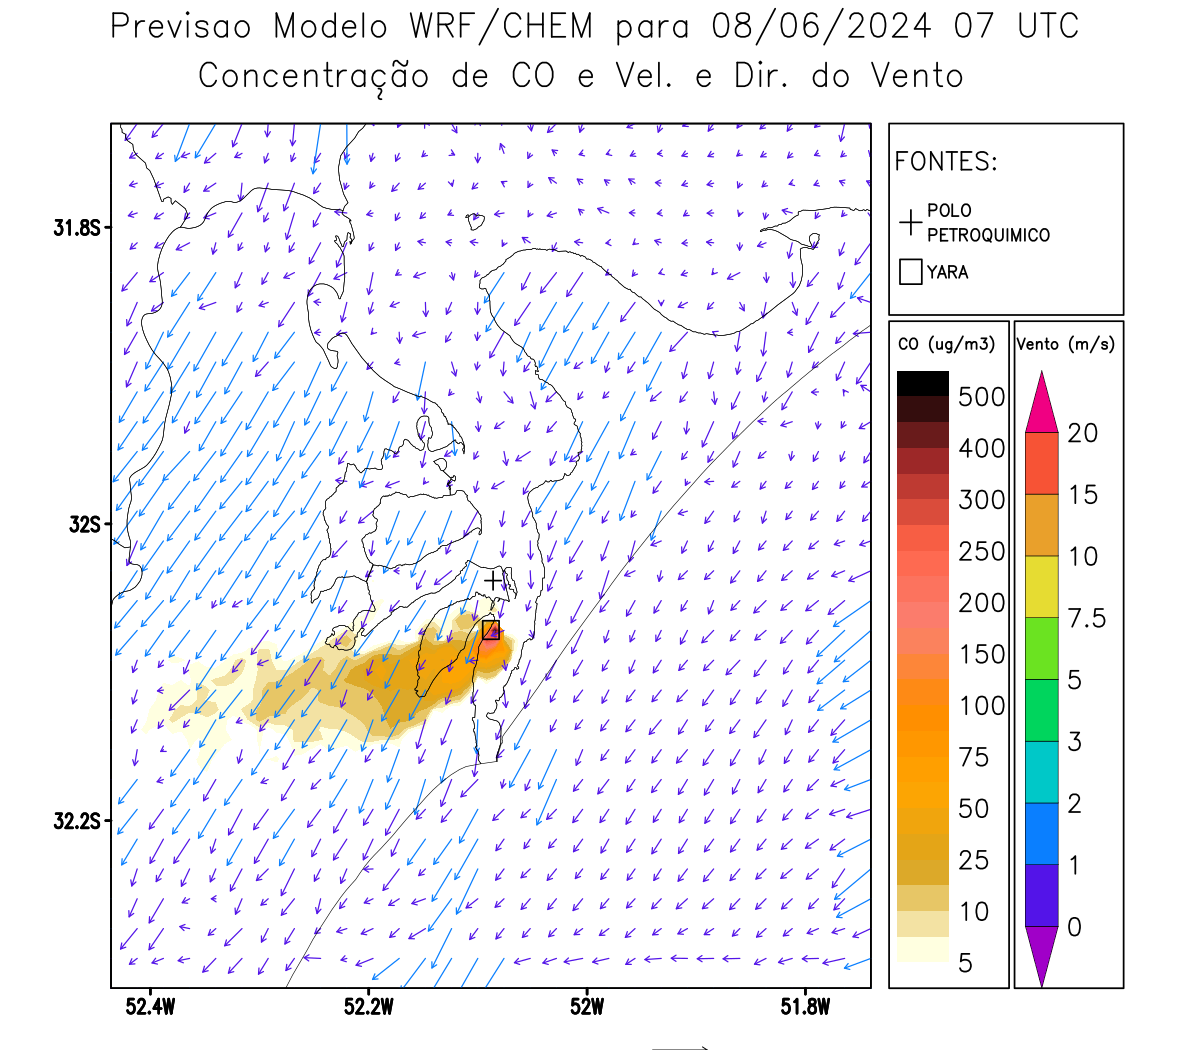 Previsao Modelo WRF/CHEM para 08/06/2024 07 UTC
Concentração de CO e Vel. e Dir. do Vento
FONTES:
POLO
PETROQUIMICO
YARA
CO (ug/m3)
500
400
300
250
200
150
100
75
50
25
10
5
Vento (m/s)
20
15
10
7.5
5
3
2
1
0
31.8S
32S
32.2S
52.4W
52.2W
52W
51.8W